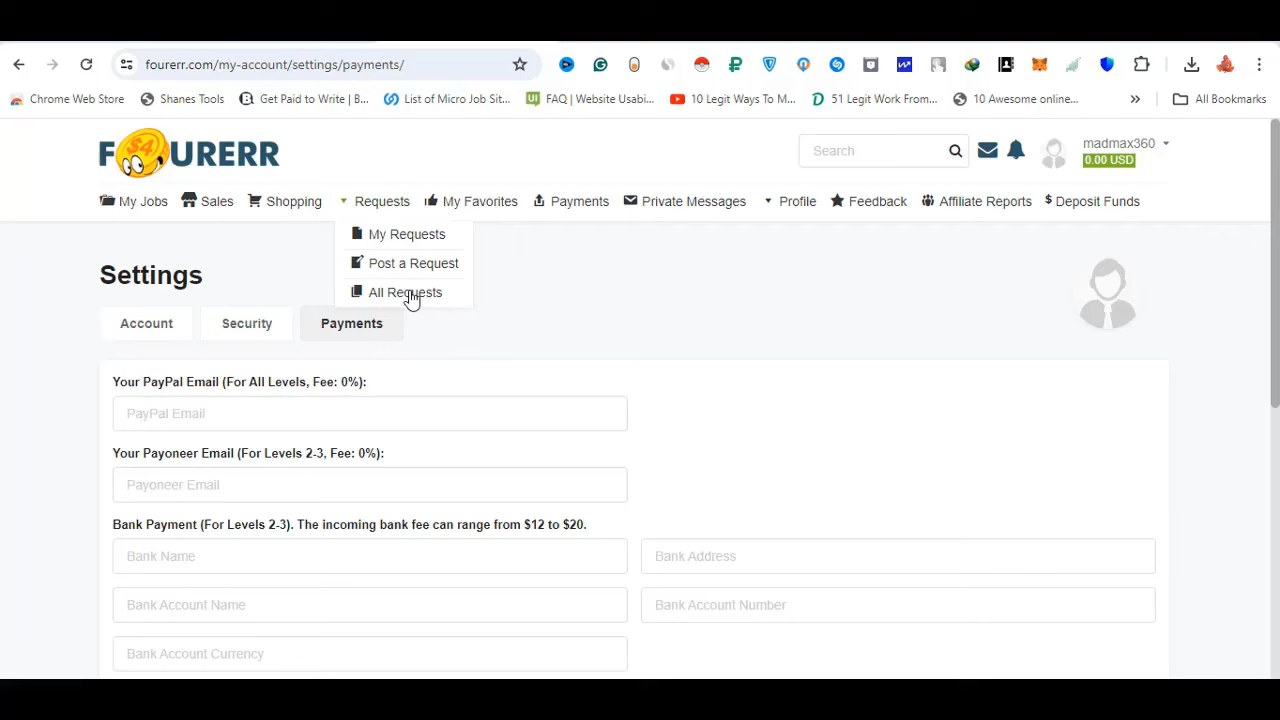 fourerr.com/my-account/settings/payments/
Chrome Web Store
Shanes Tools
Get Paid to Write | B...
List of Micro Job Sit...
FAQ | Website Usabi...
10 Legit Ways To M...
51 Legit Work From...
10 Awesome online...
All Bookmarks
F$4URERR
Search
madmax360
0.00 USD
My Jobs
Sales
Shopping
Requests
My Favorites
Payments
Private Messages
Profile
Feedback
Affiliate Reports
Deposit Funds
My Requests
Post a Request
All Requests
Settings
Account
Security
Payments
Your PayPal Email (For All Levels, Fee: 0%):
PayPal Email
Your Payoneer Email (For Levels 2-3, Fee: 0%):
Payoneer Email
Bank Payment (For Levels 2-3). The incoming bank fee can range from $12 to $20.
Bank Name
Bank Address
Bank Account Name
Bank Account Number
Bank Account Currency